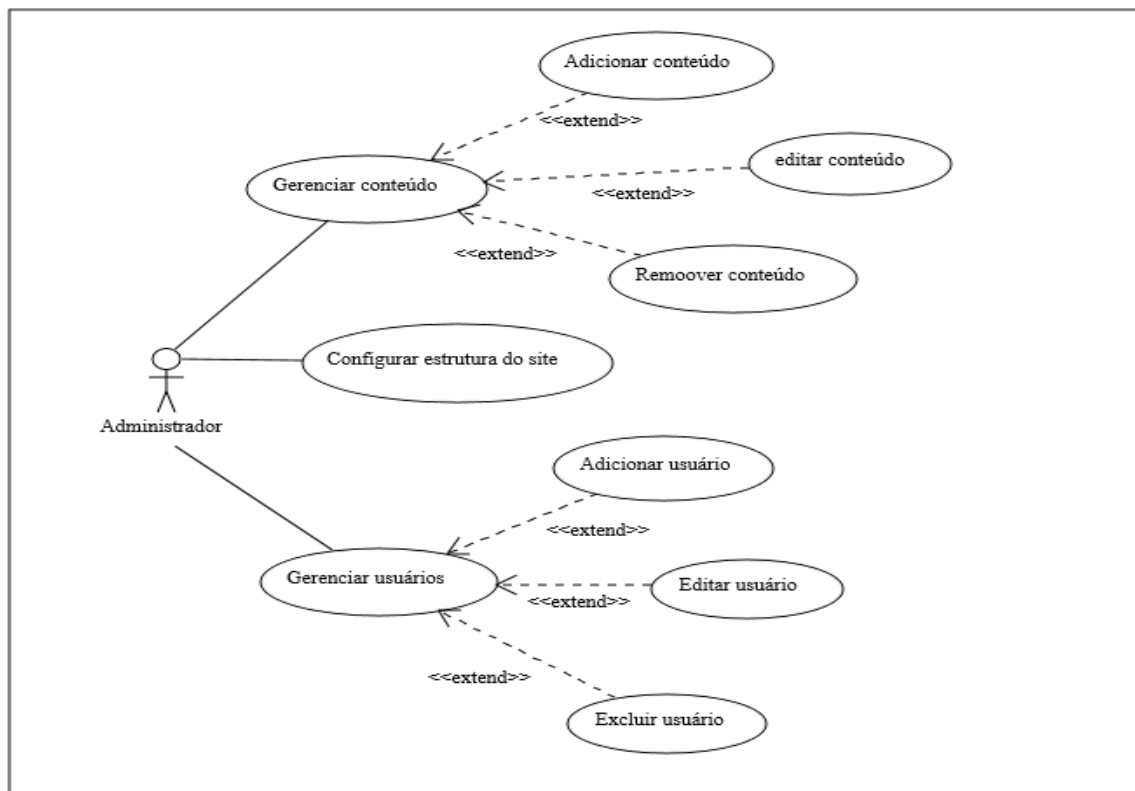 Adicionar conteúdo
<<extend>>
editar conteúdo
Gerenciar conteúdo
<<extend>>
<<extend>>
Remoover conteúdo
Configurar estrutura do site
Administrador
Adicionar usuário
<<extend>>
Gerenciar usuários
Editar usuário
<<extend>>
<<extend>>
Excluir usuário